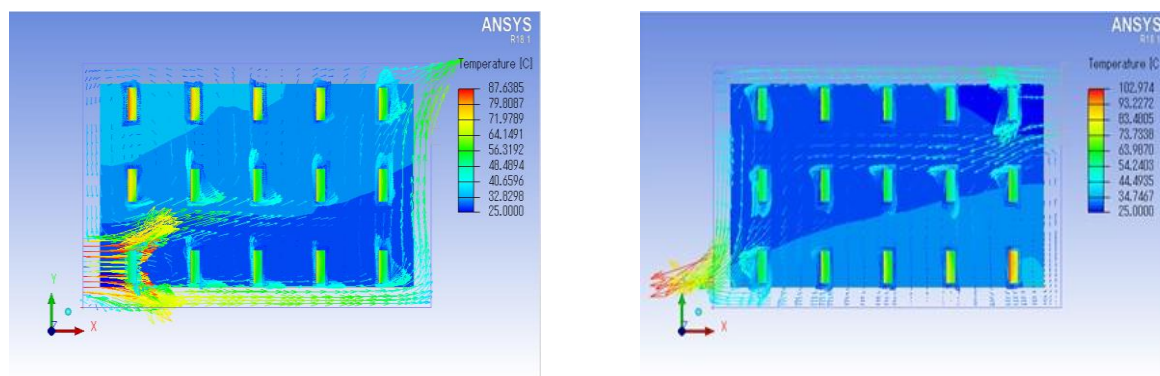 ANSYS
R18.1
Temperature [C]
87.6385
79.8087
71.9789
64.1491
56.3192
48.4894
40.6596
32.8298
25.0000
Y
Z
X
ANSYS
R18.1
Temperature [C
102.974
93.2272
83.4805
73.7338
63.9870
54.2403
44.4935
34.7467
25.0000
X